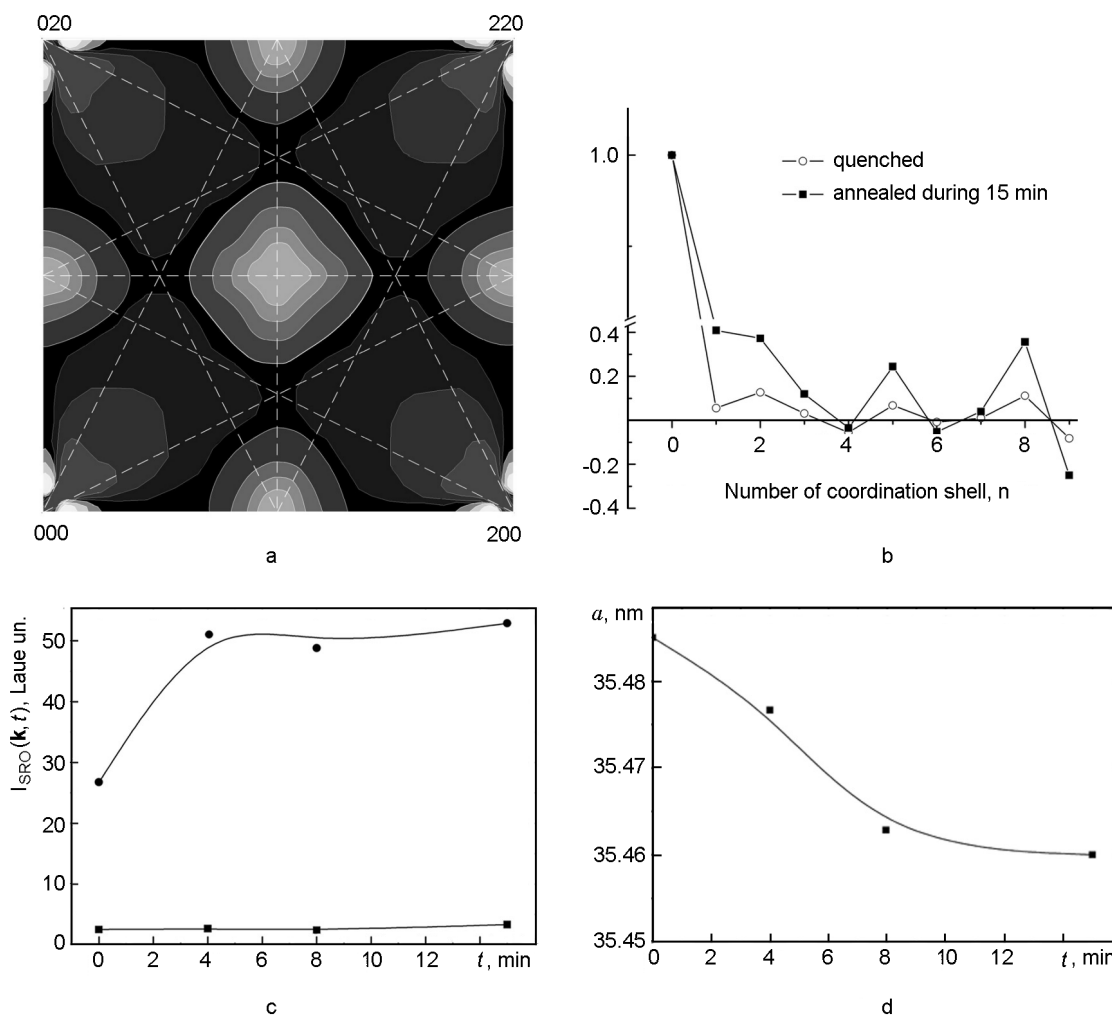 020
220
000
200
a
1.0
0.4
0.2
-0.2
-0.4
quenched
annealed during 15 min
0 2 4 6 8
Number of coordination shell, n
b
I_SRO(k, t), Laue un.
50
40
30
20
10
0
0 2 4 6 8 10 12 t, min
c
a, nm
35.48
35.47
35.46
35.45
0 2 4 6 8 10 12 t, min
d